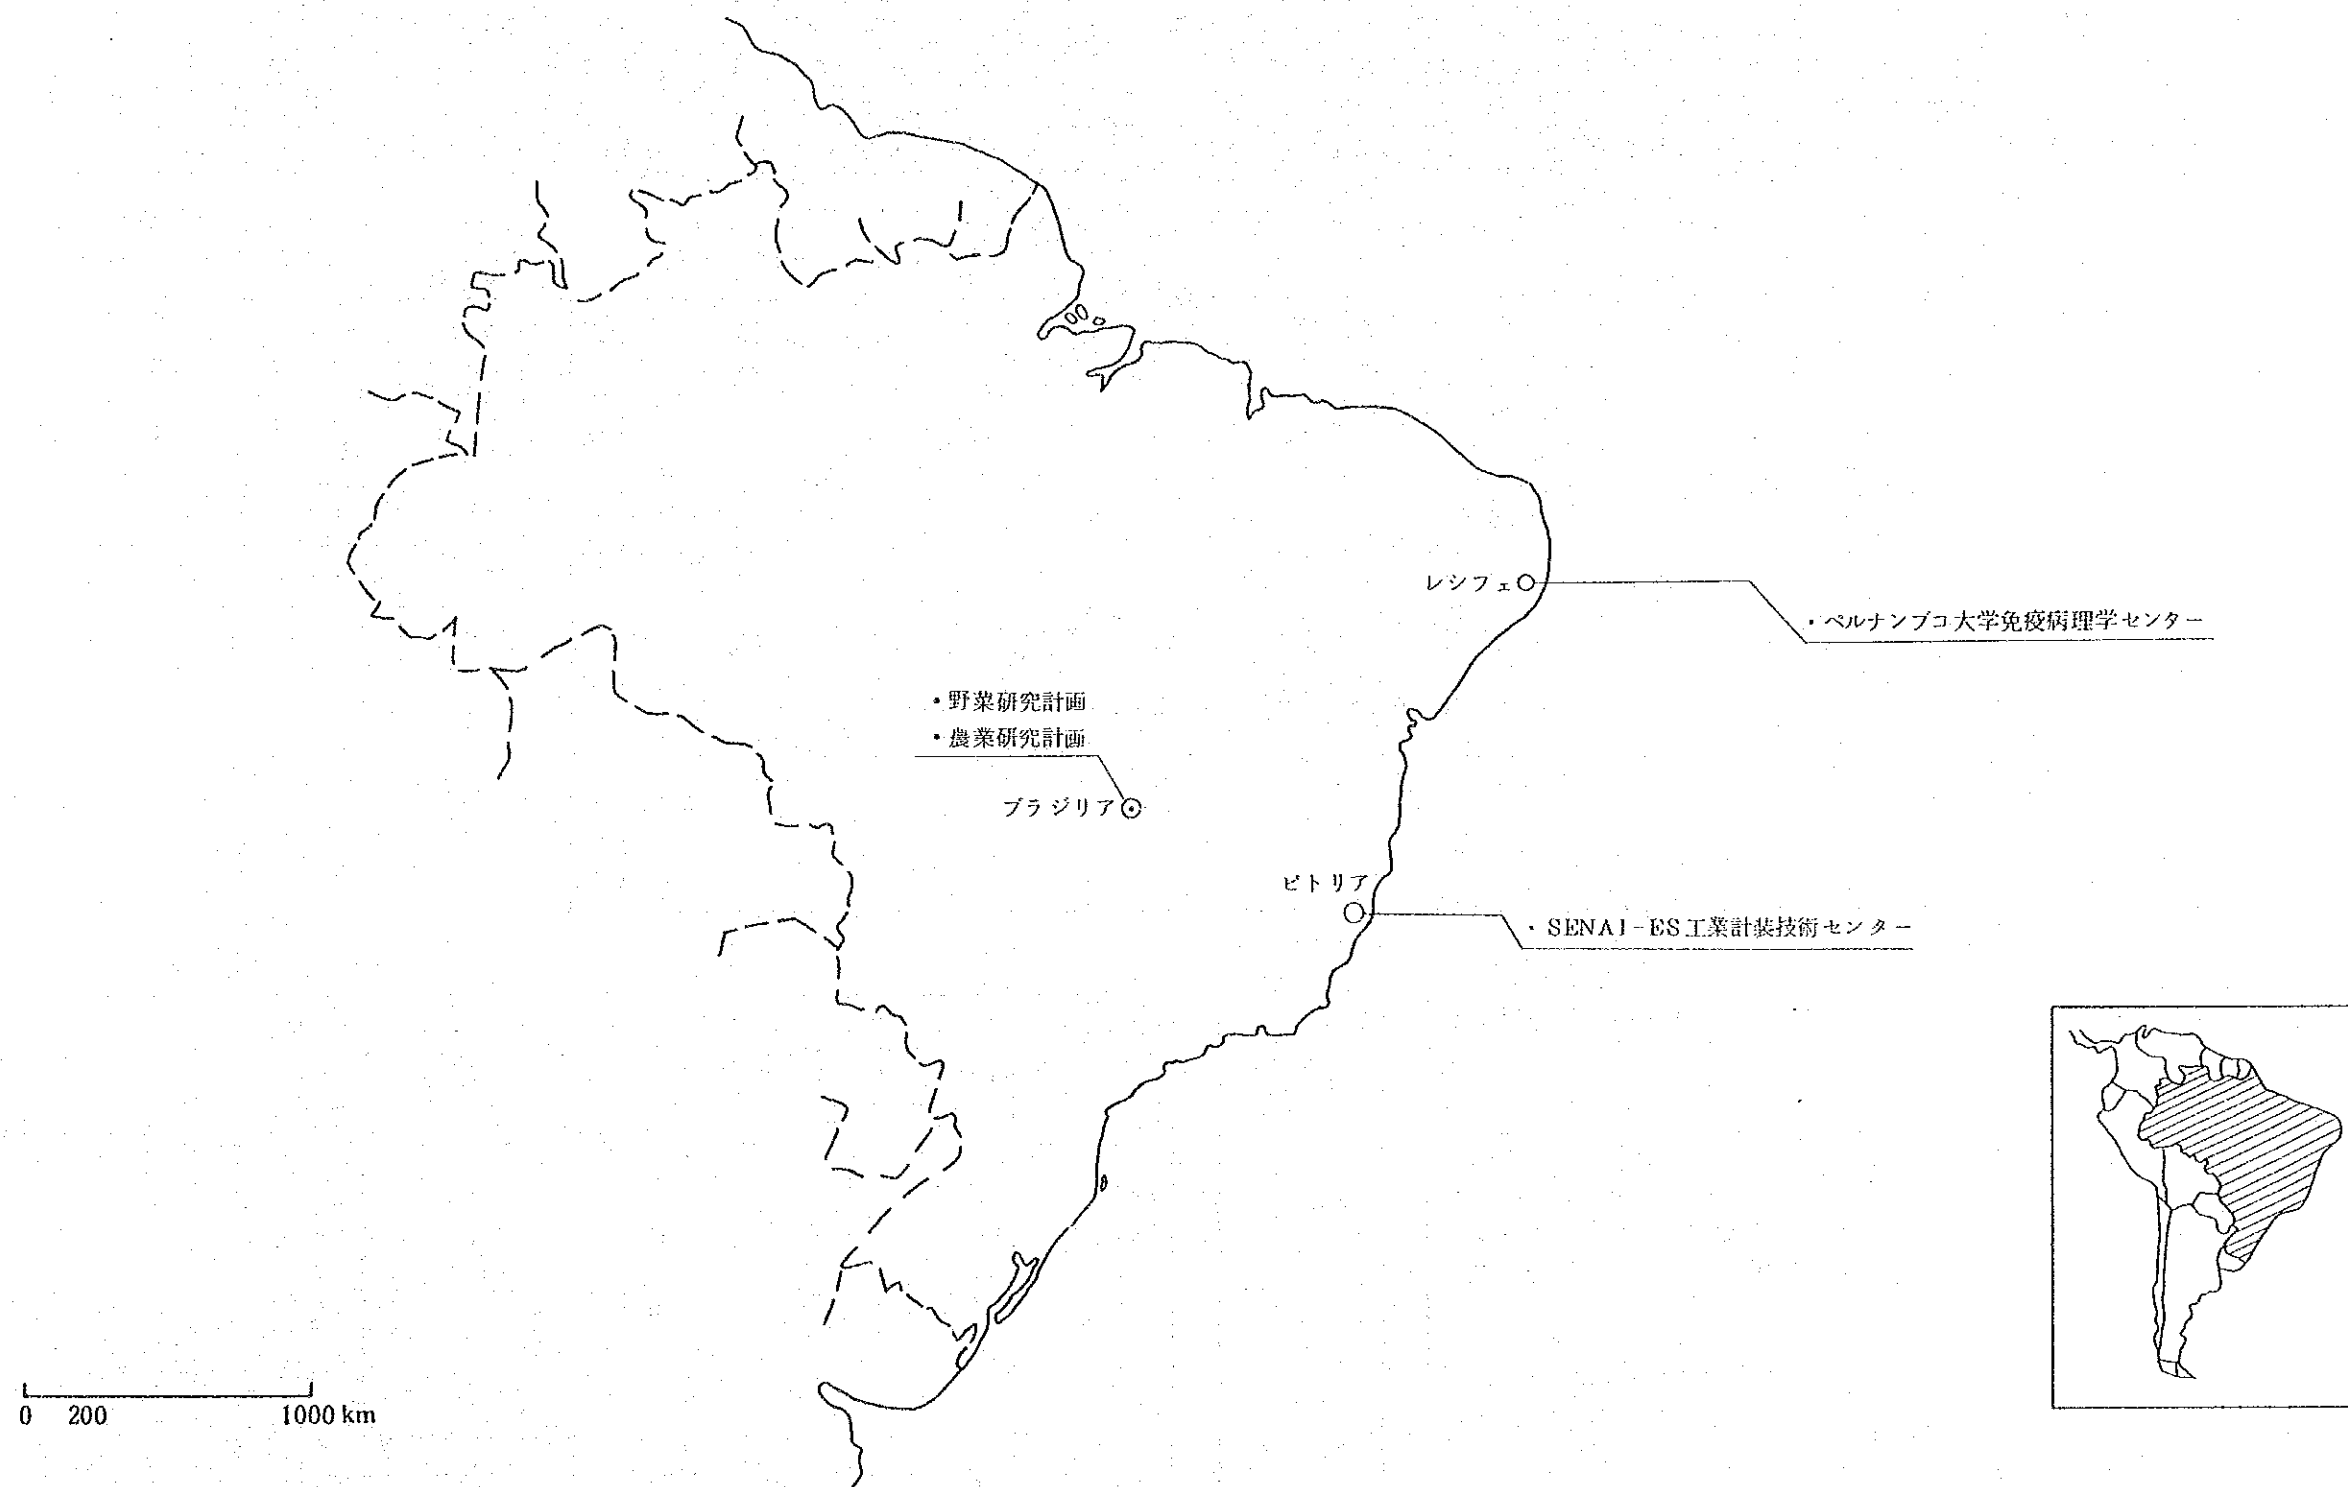 レシフェ
・ペルナンブコ大学免疫病理学センター
・野菜研究計画
・農業研究計画
ブラジリア
ビトリア
・SENAI-ES工業計装技術センター
0 200 1000 km